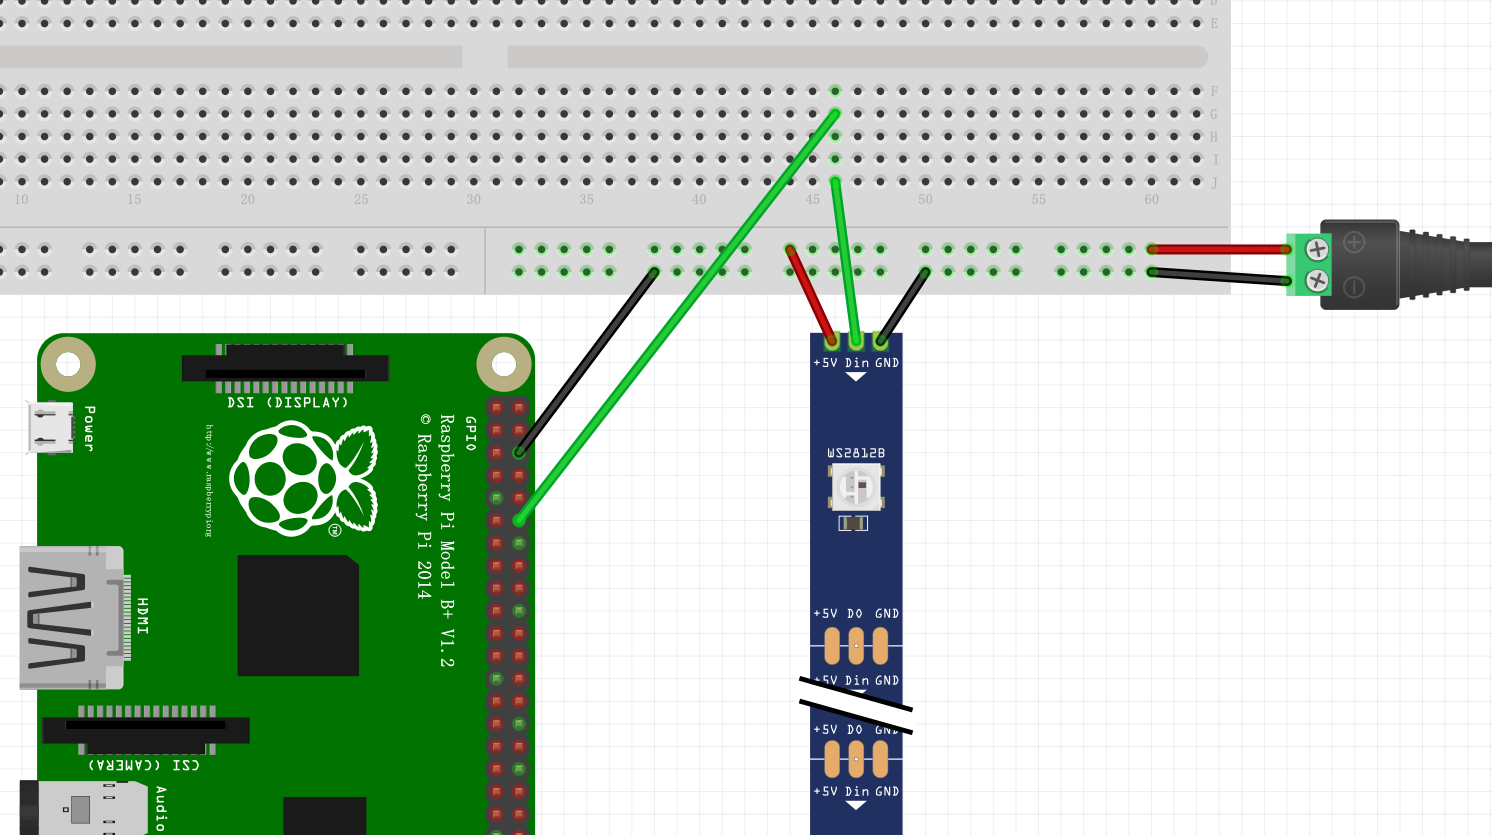 E
F
G
H
I
J
10 15 20 25 30 35 40 45 50 55 60
+5V Din GND
DSI (DISPLAY)
Power
http://www.raspberrypi.org
GPIO
Raspberry Pi Model B+ V1.2
© Raspberry Pi 2014
TM
WS2812B
HDMI
+5V DO GND
+5V Din GND
+5V DO GND
CSI (CAMERA)
+5V Din GND
Audio